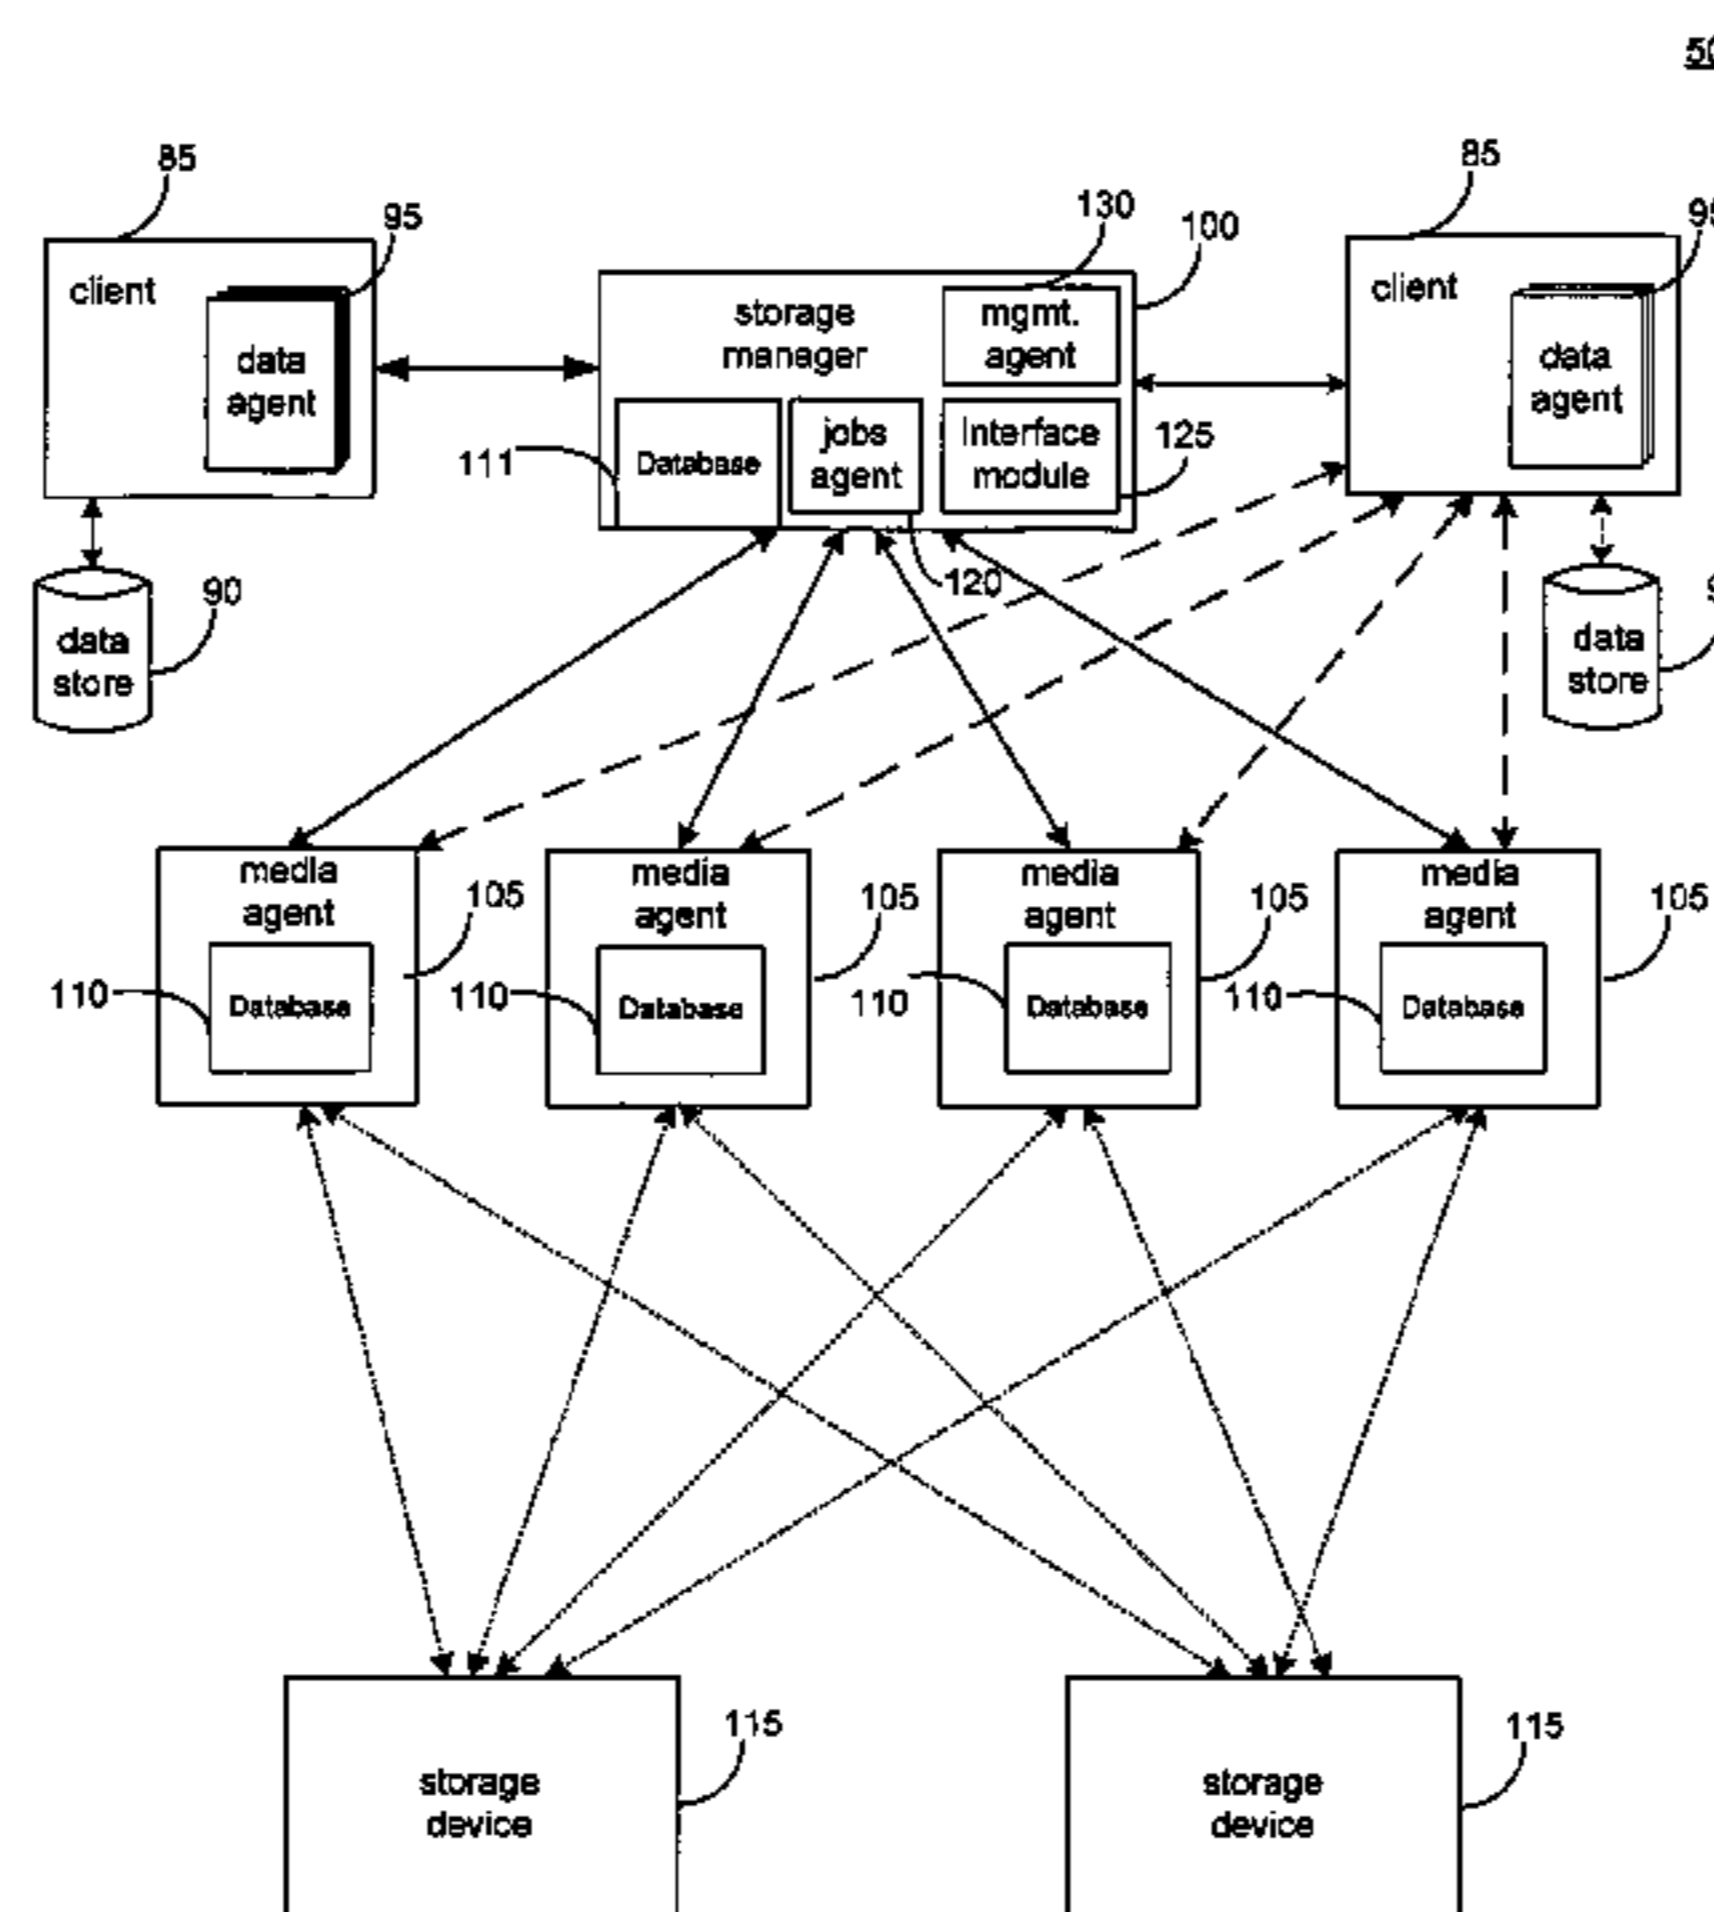 50
85
85
95
130
100
95
client
data
agent
storage
manager
mgmt.
agent
client
data
agent
111
Database
jobs
agent
Interface
module
125
120
90
data
store
data
store
media
agent
105
media
agent
105
media
agent
105
media
agent
105
110
Database
110
Database
110
Database
110
Database
115
115
storage
device
storage
device